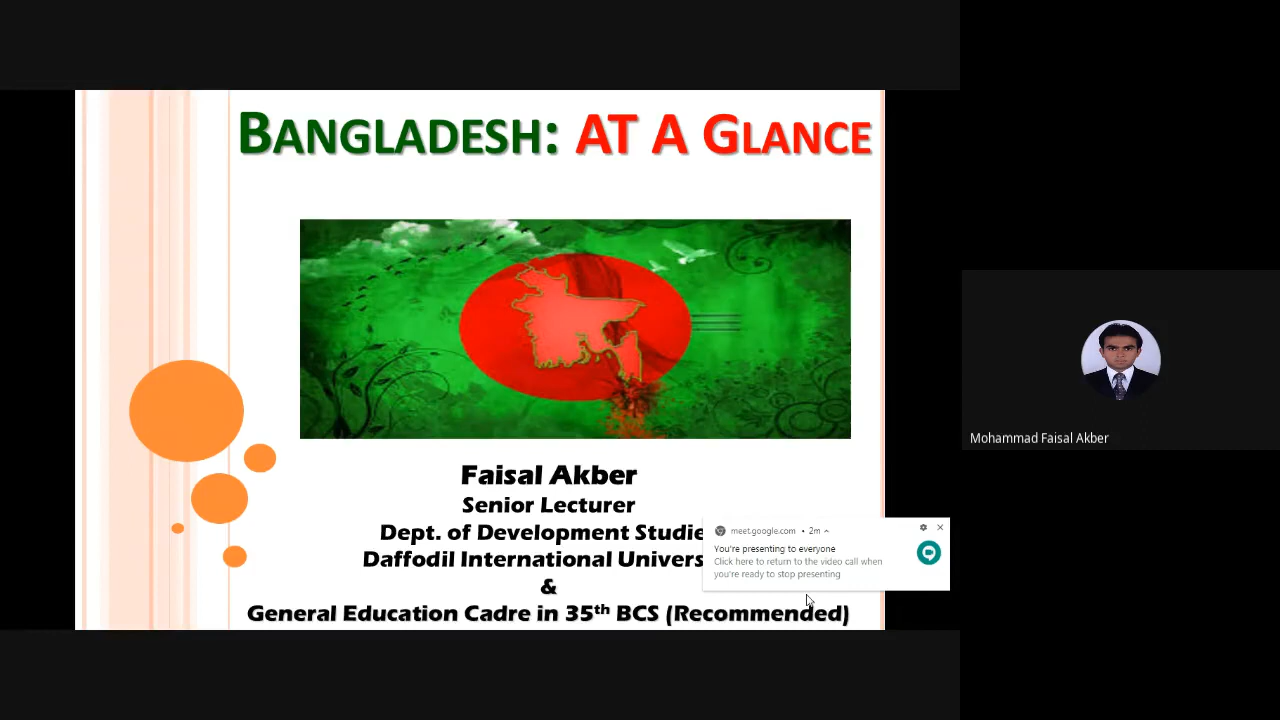 BANGLADESH: AT A GLANCE
Faisal Akber
Senior Lecturer
Dept. of Development Studie
Daffodil International Univers
&
General Education Cadre in 35th BCS (Recommended)
meet.google.com • 2m
You're presenting to everyone
Click here to return to the video call when
you're ready to stop presenting
Mohammad Faisal Akber